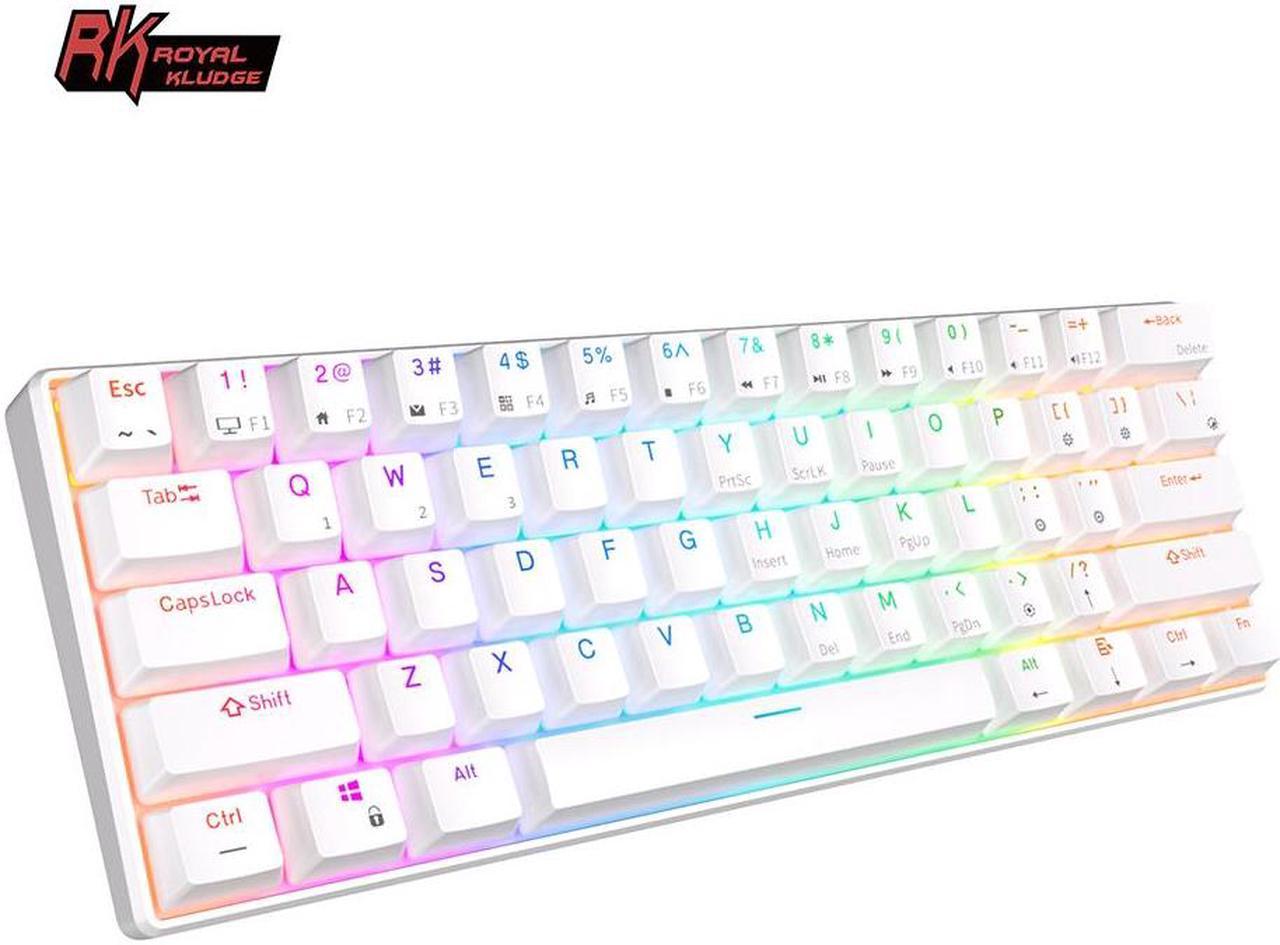 RK ROYAL
KLUDGE
Esc 1! 2@ 3# 4$ 5% 6^ 7& 8* 9( 0) -_ =+ ←Back
~ ` F1 F2 F3 F4 F5 F6 F7 F8 F9 F10 F11 F12 Delete
Tab Q W E R T Y U I O P [{ ]} \|
1 2 3 PrtSc ScrLK Pause
CapsLock A S D F G H J K L ;: '" Enter↵
Insert Home PgUp
Shift Z X C V B N M ,< .> /? Shift
Del End PgDn ↑
Ctrl Alt Alt Ctrl Fn
← ↓ →